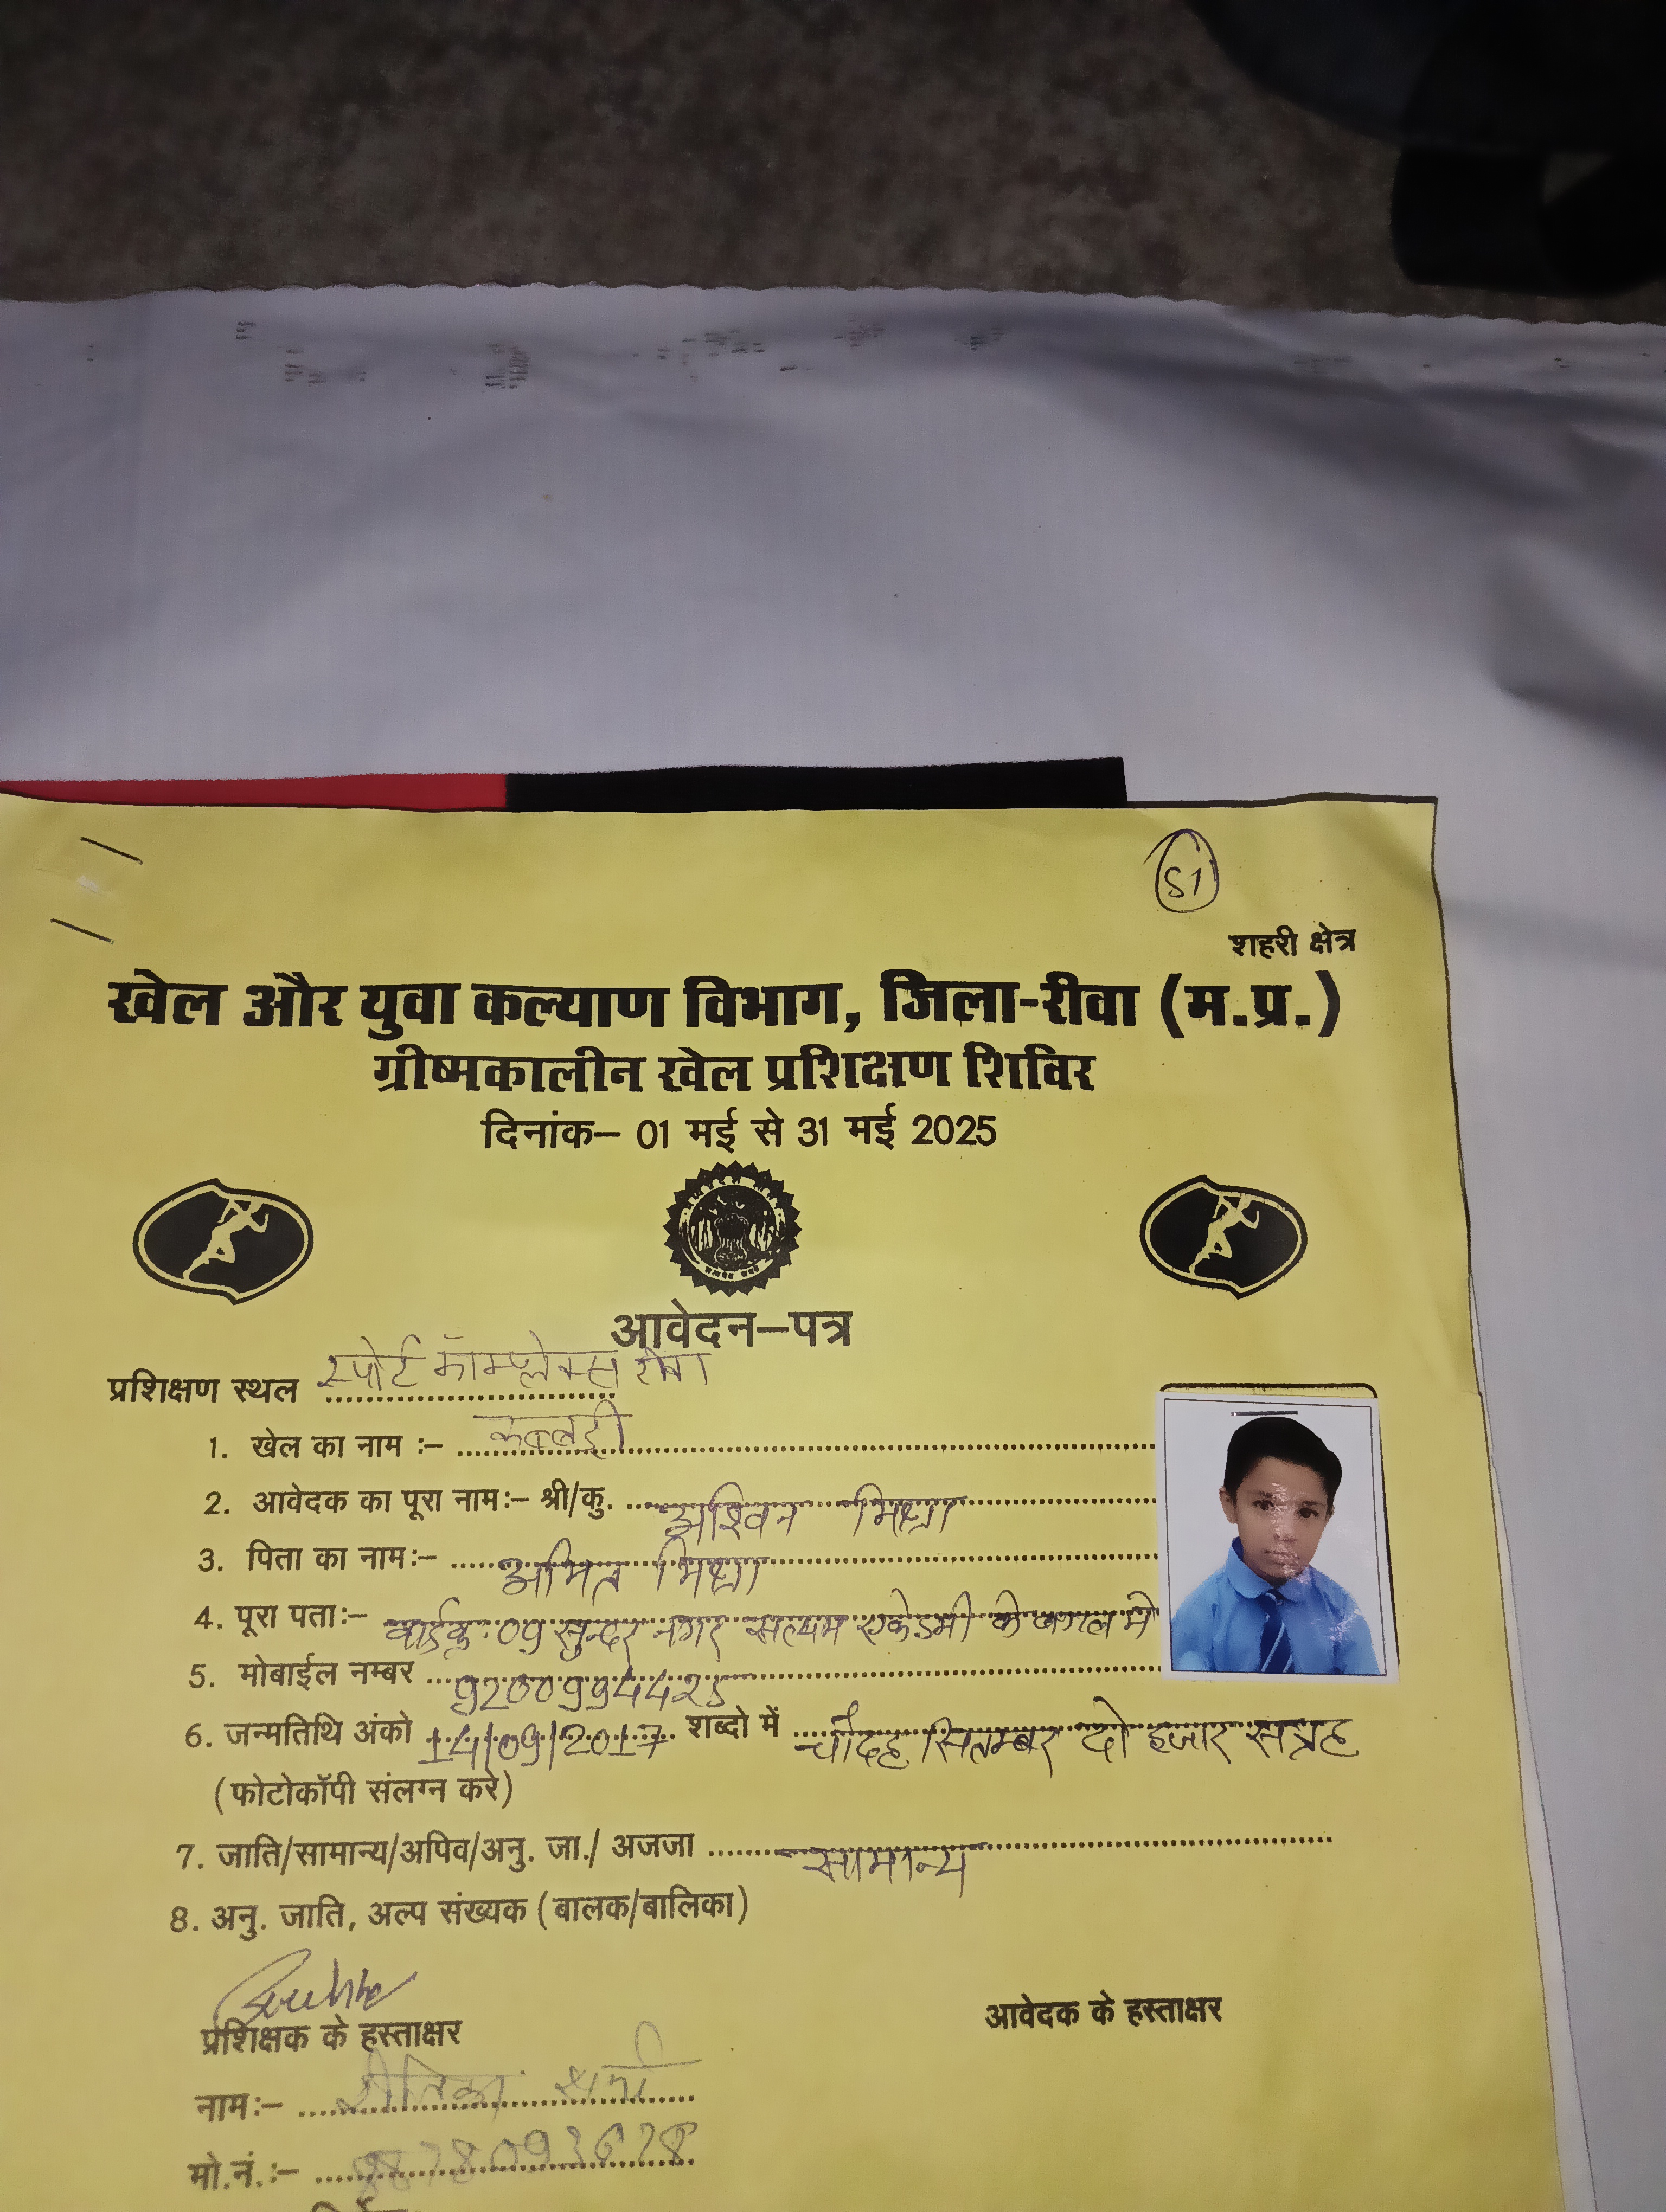 51
शहरी क्षेत्र
खेल और युवा कल्याण विभाग, जिला-रीवा (म.प्र.)
ग्रीष्मकालीन खेल प्रशिक्षण शिविर
दिनांक– 01 मई से 31 मई 2025
आवेदन–पत्र
प्रशिक्षण स्थल स्पोर्ट कॉम्प्लेक्स रीवा
1. खेल का नाम :– कबड्डी
2. आवेदक का पूरा नाम:– श्री/कु. अश्विन मिश्रा
3. पिता का नाम:– अमित मिश्रा
4. पूरा पता:– वार्ड क्र. 09 सुन्दर नगर सत्यम एकेडमी के बगल मे
5. मोबाईल नम्बर
6. जन्मतिथि अंको 14/09/2017 शब्दो में चौदह सितम्बर दो हजार सत्रह
(फोटोकॉपी संलग्न करे)
7. जाति/सामान्य/अपिव/अनु. जा./ अजजा सामान्य
8. अनु. जाति, अल्प संख्यक (बालक/बालिका)
प्रशिक्षक के हस्ताक्षर
आवेदक के हस्ताक्षर
नाम:– शर्मा
मो.नं.:–